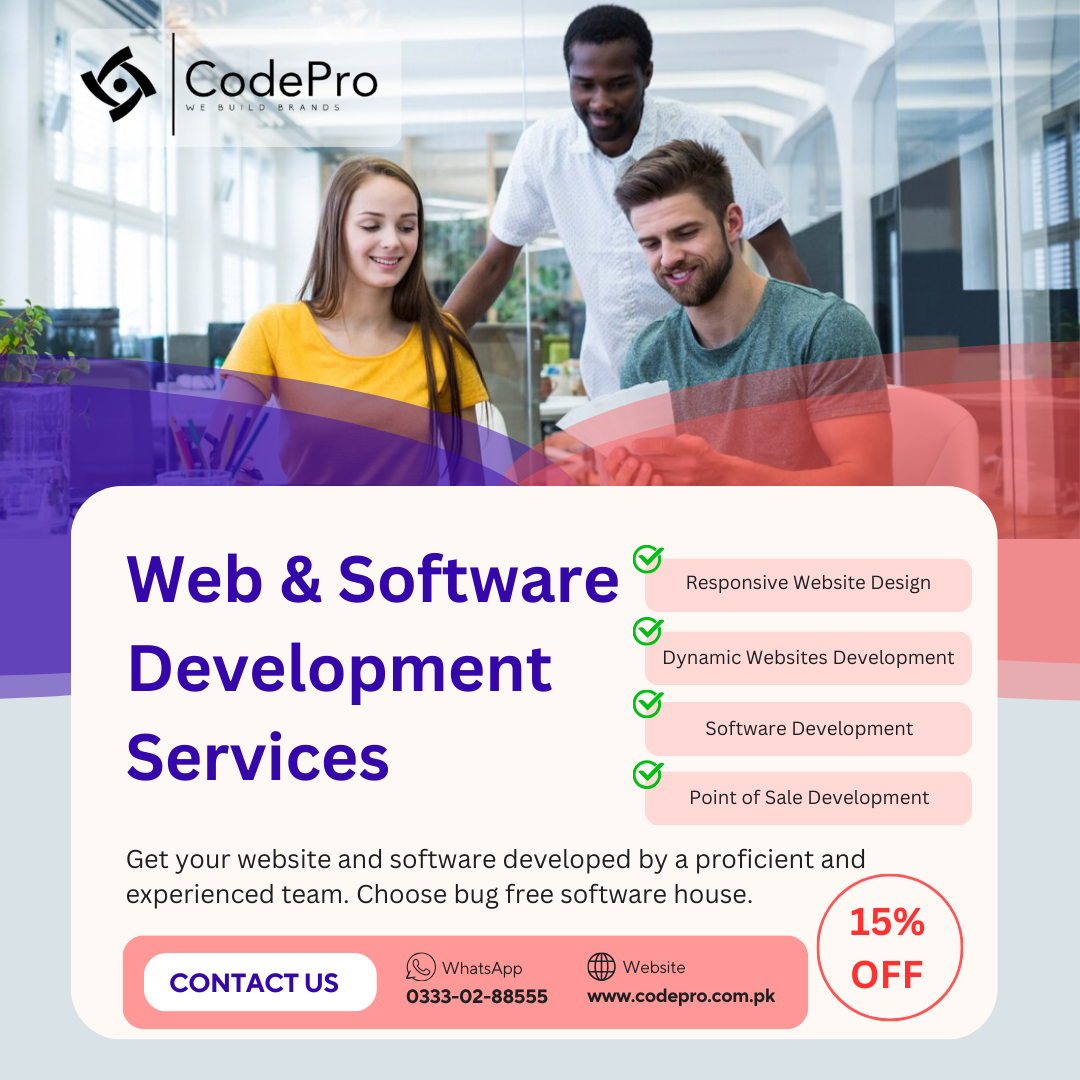 CodePro
WE BUILD BRANDS
Web & Software
Development
Services
Responsive Website Design
Dynamic Websites Development
Software Development
Point of Sale Development
Get your website and software developed by a proficient and
experienced team. Choose bug free software house.
15%
OFF
CONTACT US
WhatsApp
0333-02-88555
Website
www.codepro.com.pk